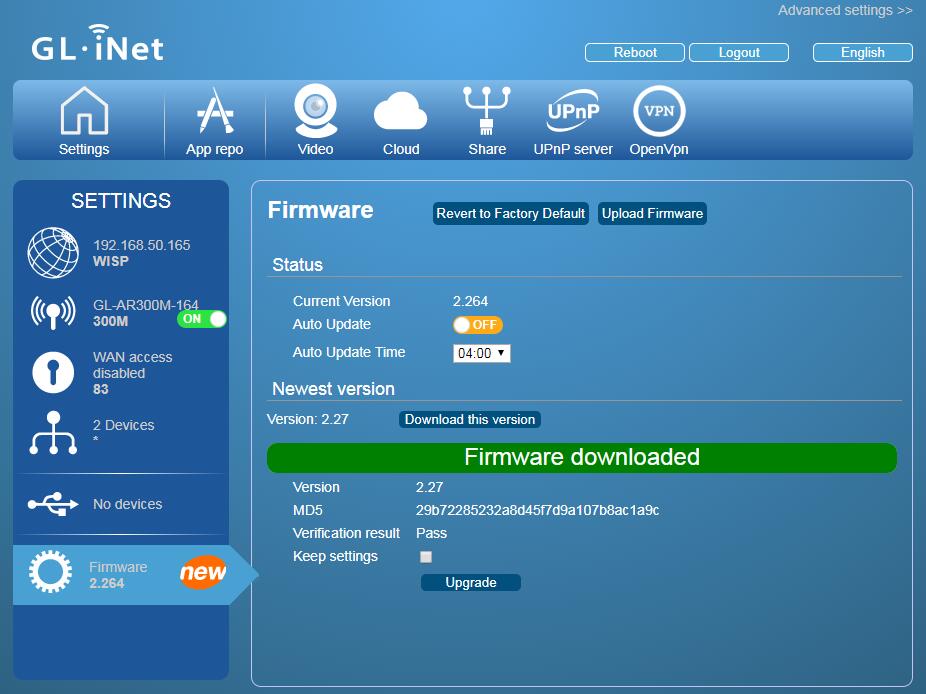 Advanced settings >>
GL·iNet
Reboot
Logout
English
Settings
App repo
Video
Cloud
Share
UPnP
UPnP server
VPN
OpenVpn
SETTINGS
192.168.50.165
WISP
GL-AR300M-164
300M
ON
WAN access
disabled
83
2 Devices
*
No devices
Firmware
2.264
new
Firmware
Revert to Factory Default
Upload Firmware
Status
Current Version 2.264
Auto Update OFF
Auto Update Time 04:00
Newest version
Version: 2.27 Download this version
Firmware downloaded
Version 2.27
MD5 29b72285232a8d45f7d9a107b8ac1a9c
Verification result Pass
Keep settings
Upgrade